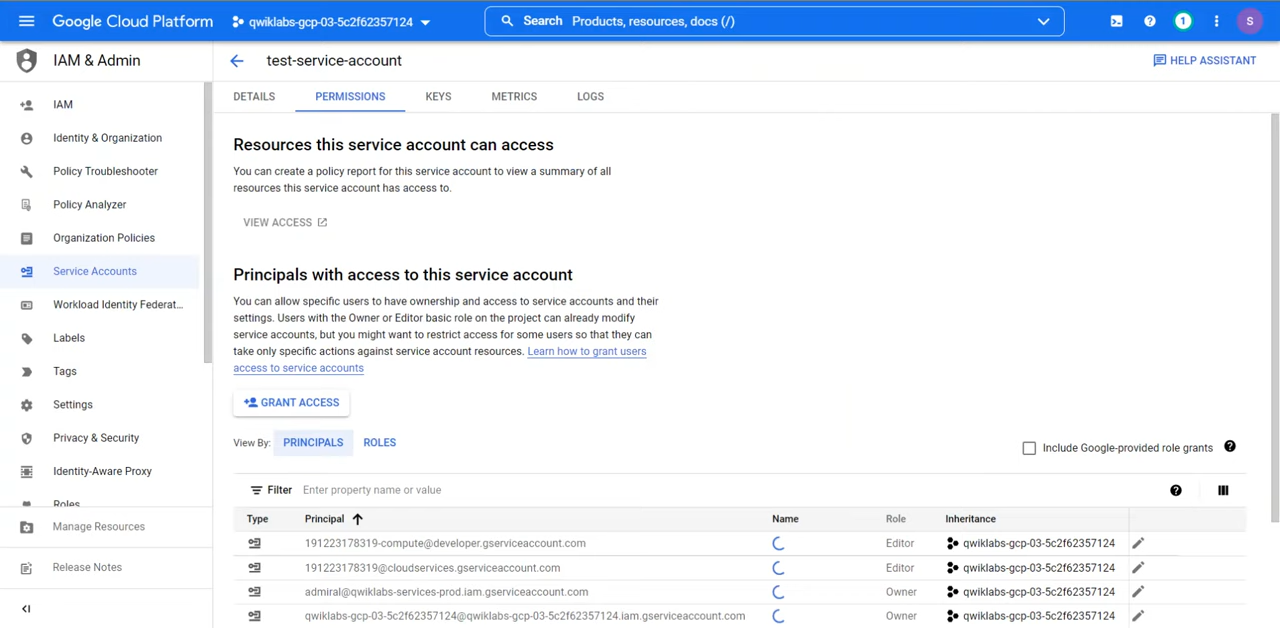 Google Cloud Platform
qwiklabs-gcp-03-5c2f62357124
Search Products, resources, docs (/)
1
S
IAM & Admin
test-service-account
HELP ASSISTANT
IAM
Identity & Organization
Policy Troubleshooter
Policy Analyzer
Organization Policies
Service Accounts
Workload Identity Federat...
Labels
Tags
Settings
Privacy & Security
Identity-Aware Proxy
Roles
Manage Resources
Release Notes
DETAILS PERMISSIONS KEYS METRICS LOGS
Resources this service account can access
You can create a policy report for this service account to view a summary of all
resources this service account has access to.
VIEW ACCESS
Principals with access to this service account
You can allow specific users to have ownership and access to service accounts and their
settings. Users with the Owner or Editor basic role on the project can already modify
service accounts, but you might want to restrict access for some users so that they can
take only specific actions against service account resources. Learn how to grant users
access to service accounts
GRANT ACCESS
View By: PRINCIPALS ROLES
Include Google-provided role grants
Filter Enter property name or value
Type Principal Name Role Inheritance
191223178319-compute@developer.gserviceaccount.com Editor qwiklabs-gcp-03-5c2f62357124
191223178319@cloudservices.gserviceaccount.com Editor qwiklabs-gcp-03-5c2f62357124
admiral@qwiklabs-services-prod.iam.gserviceaccount.com Owner qwiklabs-gcp-03-5c2f62357124
qwiklabs-gcp-03-5c2f62357124@qwiklabs-gcp-03-5c2f62357124.iam.gserviceaccount.com Owner qwiklabs-gcp-03-5c2f62357124